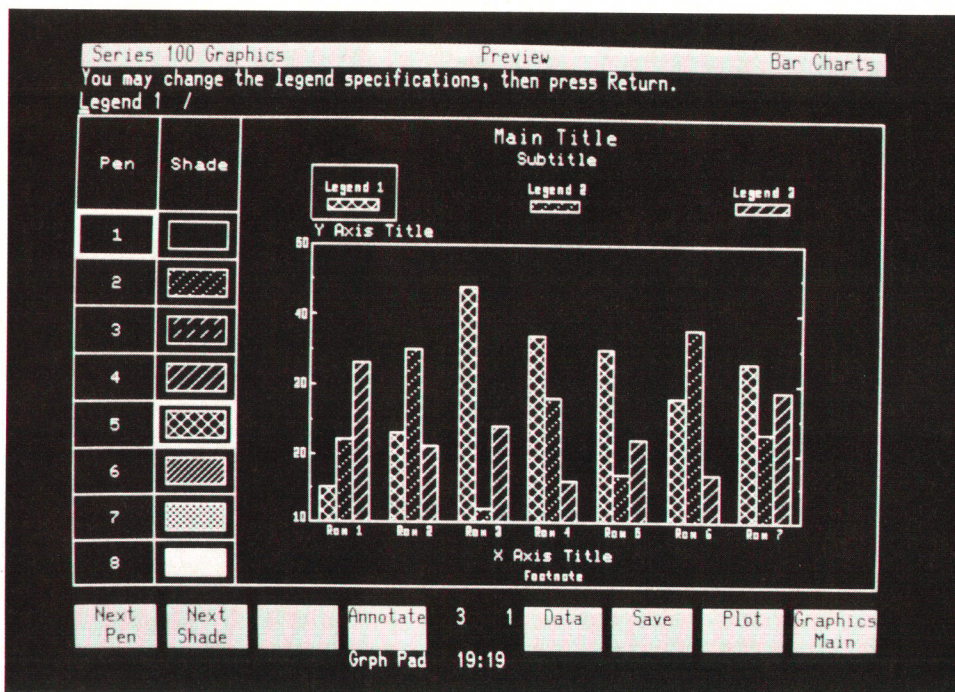 Series 100 Graphics Preview Bar Charts
You may change the legend specifications, then press Return.
Legend 1 /
Pen Shade
1
2
3
4
5
6
7
8
Main Title
Subtitle
Legend 1 Legend 2 Legend 3
Y Axis Title
50
40
30
20
10
Row 1 Row 2 Row 3 Row 4 Row 5 Row 6 Row 7
X Axis Title
Footnote
Next Pen Next Shade Annotate 3 1 Data Save Plot Graphics Main
Grph Pad 19:19